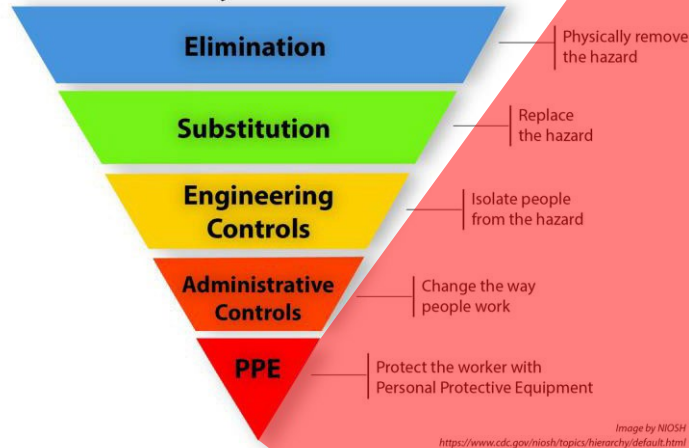 Elimination
Physically remove
the hazard
Substitution
Replace
the hazard
Engineering
Controls
Isolate people
from the hazard
Administrative
Controls
Change the way
people work
PPE
Protect the worker with
Personal Protective Equipment
Image by NIOSH
https://www.cdc.gov/niosh/topics/hierarchy/default.html